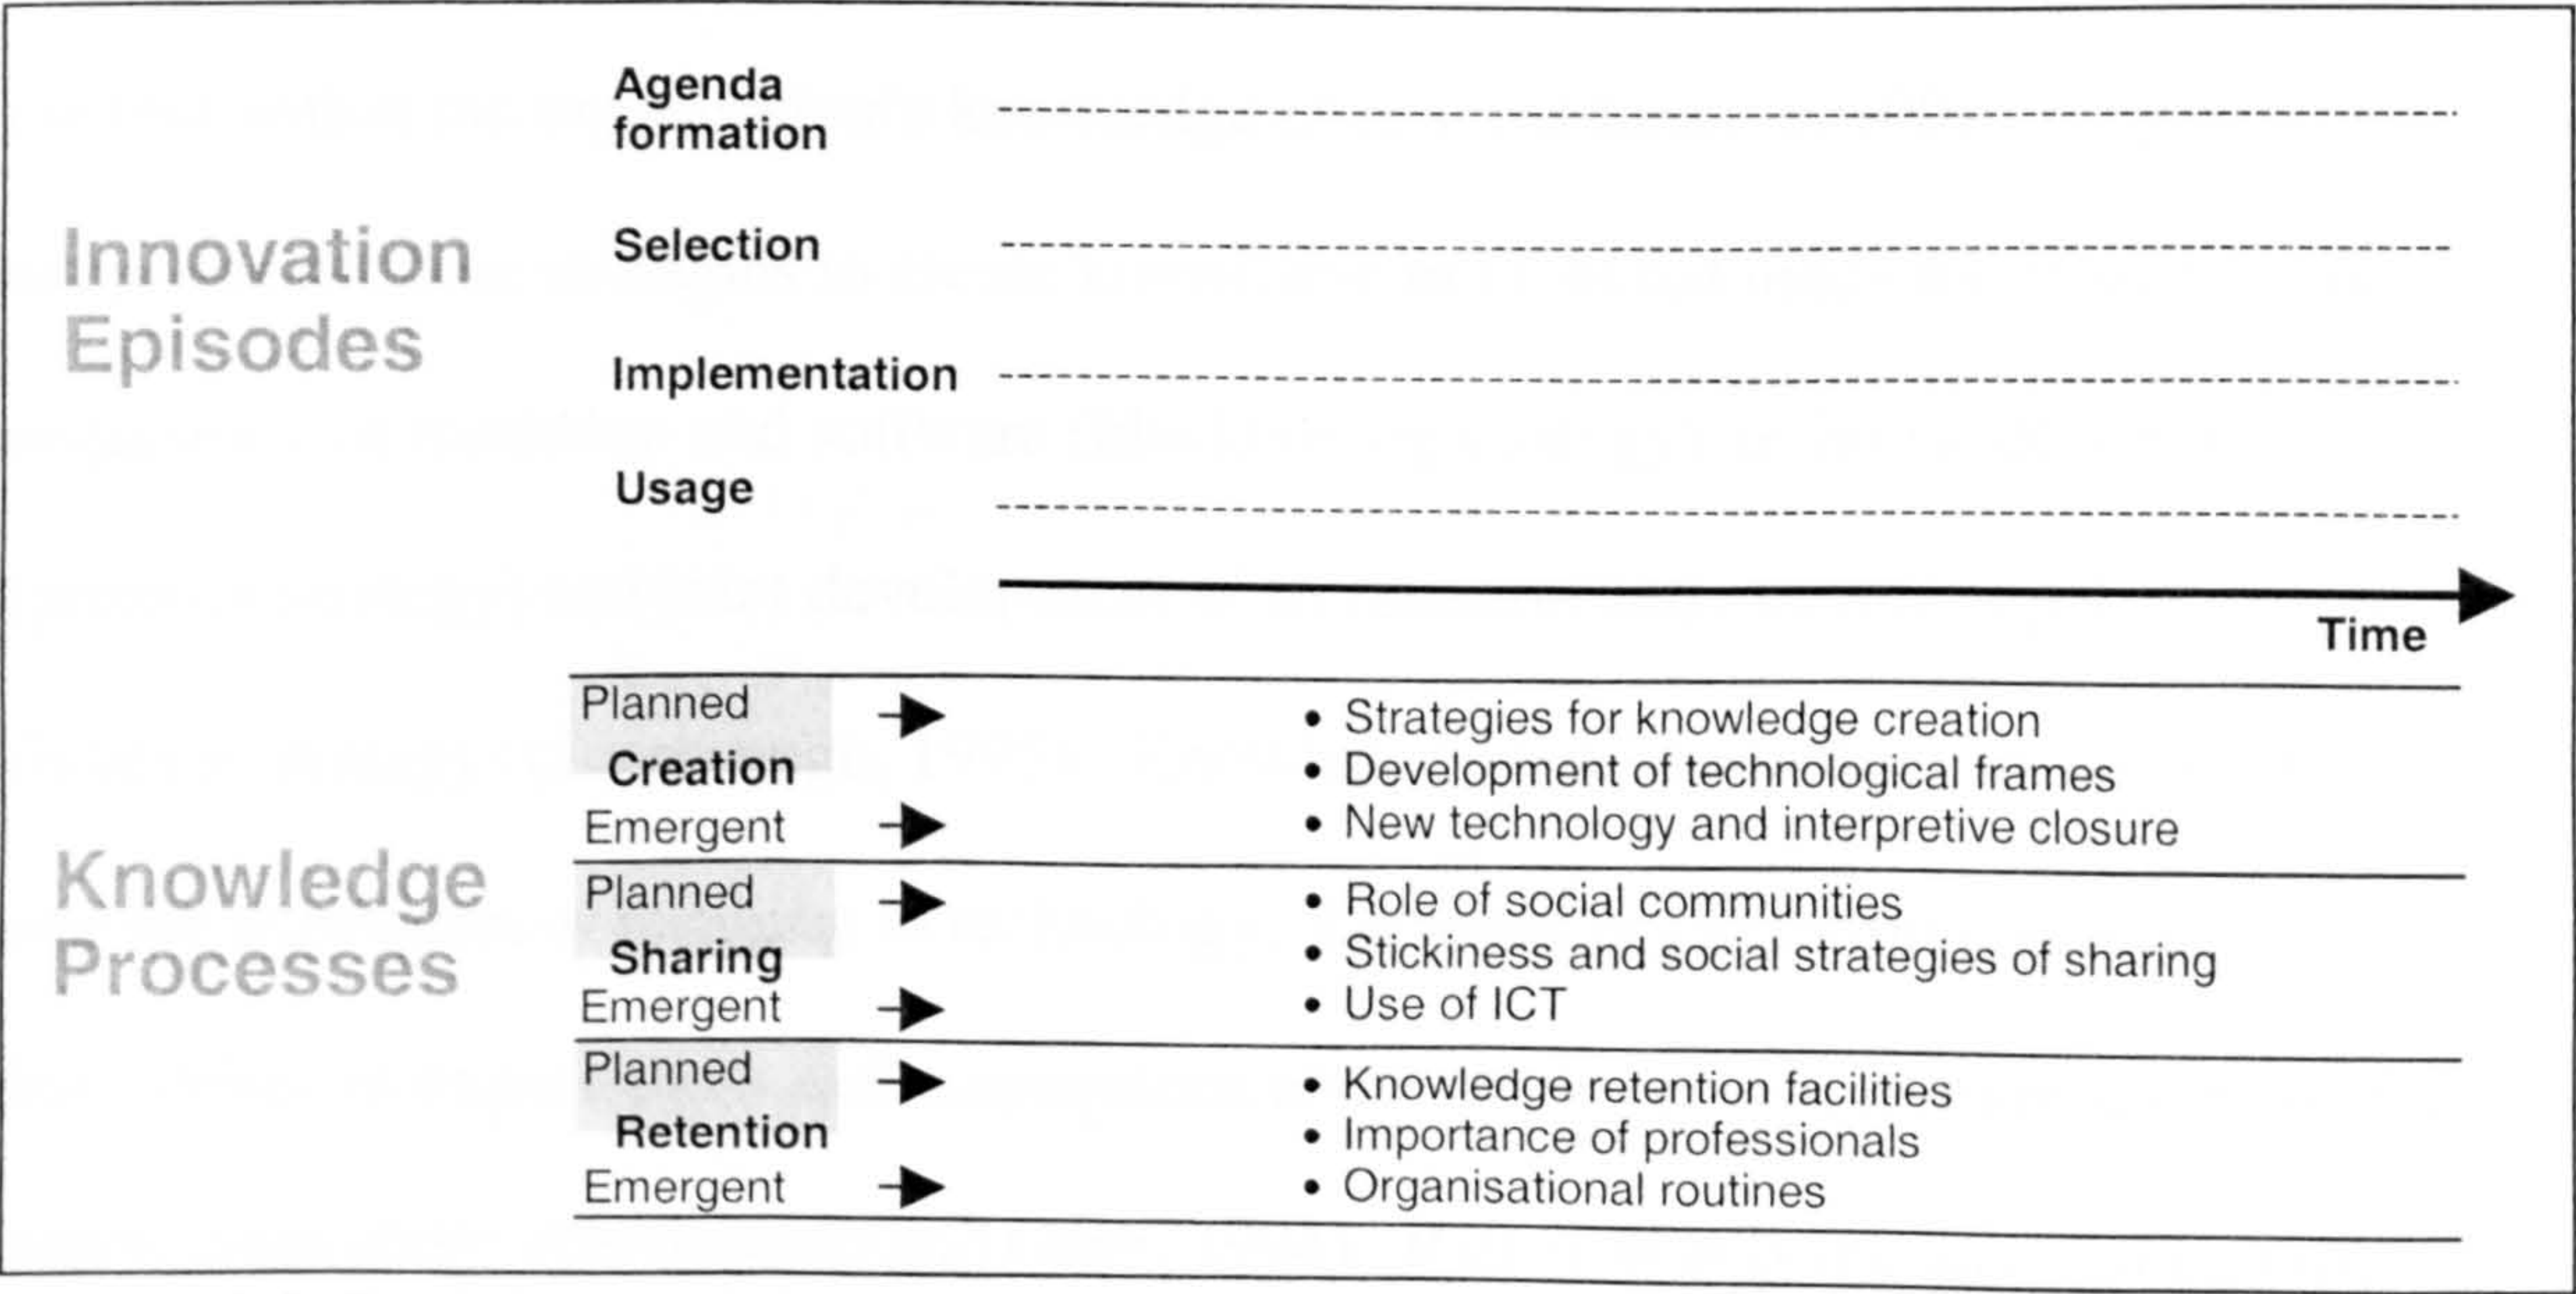 Agenda
formation
Selection
Innovation
Episodes
Implementation
Usage
Time
Planned
Creation
Emergent
• Strategies for knowledge creation
• Development of technological frames
• New technology and interpretive closure
Knowledge
Processes
Planned
Sharing
Emergent
• Role of social communities
• Stickiness and social strategies of sharing
• Use of ICT
Planned
Retention
Emergent
• Knowledge retention facilities
• Importance of professionals
• Organisational routines